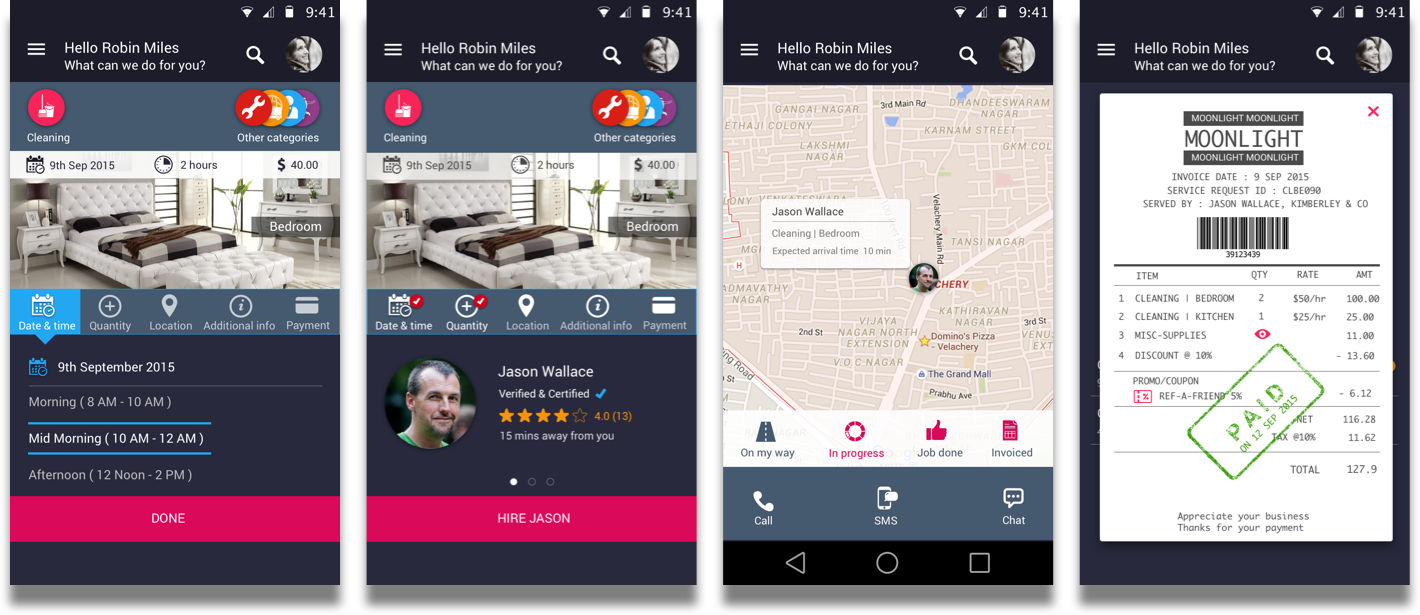 9:41
Hello Robin Miles
What can we do for you?
Cleaning
Other categories
9th Sep 2015
2 hours
$ 40.00
Bedroom
Date & time
Quantity
Location
Additional info
Payment
9th September 2015
Morning ( 8 AM - 10 AM )
Mid Morning ( 10 AM - 12 AM )
Afternoon ( 12 Noon - 2 PM )
DONE
9:41
Hello Robin Miles
What can we do for you?
Cleaning
Other categories
9th Sep 2015
2 hours
$ 40.00
Bedroom
Date & time
Quantity
Location
Additional info
Payment
Jason Wallace
Verified & Certified
4.0 (13)
15 mins away from you
HIRE JASON
9:41
Hello Robin Miles
What can we do for you?
GANGAI NAGAR
3rd Main Rd
DHANDEESWARAM
NAGAR
ETHAJI COLONY
KARNAM STREET
LAKSHMI
NAGAR
GKM COL
Jason Wallace
Cleaning | Bedroom
Expected arrival time 10 min
Velachery Main Rd
TANSI NAGAR
H
CHERY
ADMAVATHY
NAGAR
KATHIRAVAN
NAGAR
VIJAYA
NAGAR NORTH
EXTENSION
2nd St
3rd St
VENUS
V.O.C NAGAR
Domino's Pizza -
Velachery
The Grand Mall
Prabhu Ave
On my way
In progress
Job done
Invoiced
Call
SMS
Chat
9:41
Hello Robin Miles
What can we do for you?
MOONLIGHT MOONLIGHT
MOONLIGHT
MOONLIGHT MOONLIGHT
INVOICE DATE : 9 SEP 2015
SERVICE REQUEST ID : CLBE090
SERVED BY : JASON WALLACE, KIMBERLEY & CO
39123439
ITEM QTY RATE AMT
1 CLEANING | BEDROOM 2 $50/hr 100.00
2 CLEANING | KITCHEN 1 $25/hr 25.00
3 MISC-SUPPLIES 11.00
4 DISCOUNT @ 10% - 13.60
PROMO/COUPON
REF-A-FRIEND 5% - 6.12
NET 116.28
TAX @10% 11.62
TOTAL 127.9
PAID
ON 12 SEP 2015
Appreciate your business
Thanks for your payment